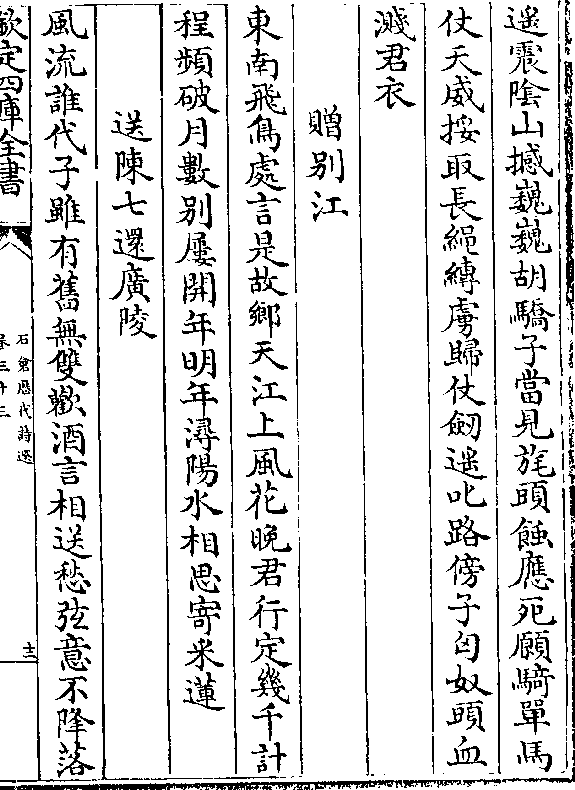 遥震陰山撼巍巍胡驕子當見旄頭蝕應死願騎單馬
仗天威挼取長繩縛虜歸仗劒遥叱路傍子匈奴頭血
濺君衣
贈別江
東南飛鳥處言是故鄉天江上風花晚君行定幾千計
程頻破月數別屢開年明年潯陽水相思寄采蓮
送陳七還廣陵
風流誰代子雖有舊無雙歡酒言相送愁弦意不降落
欽定四庫全書
石倉歷代詩選
卷三十三